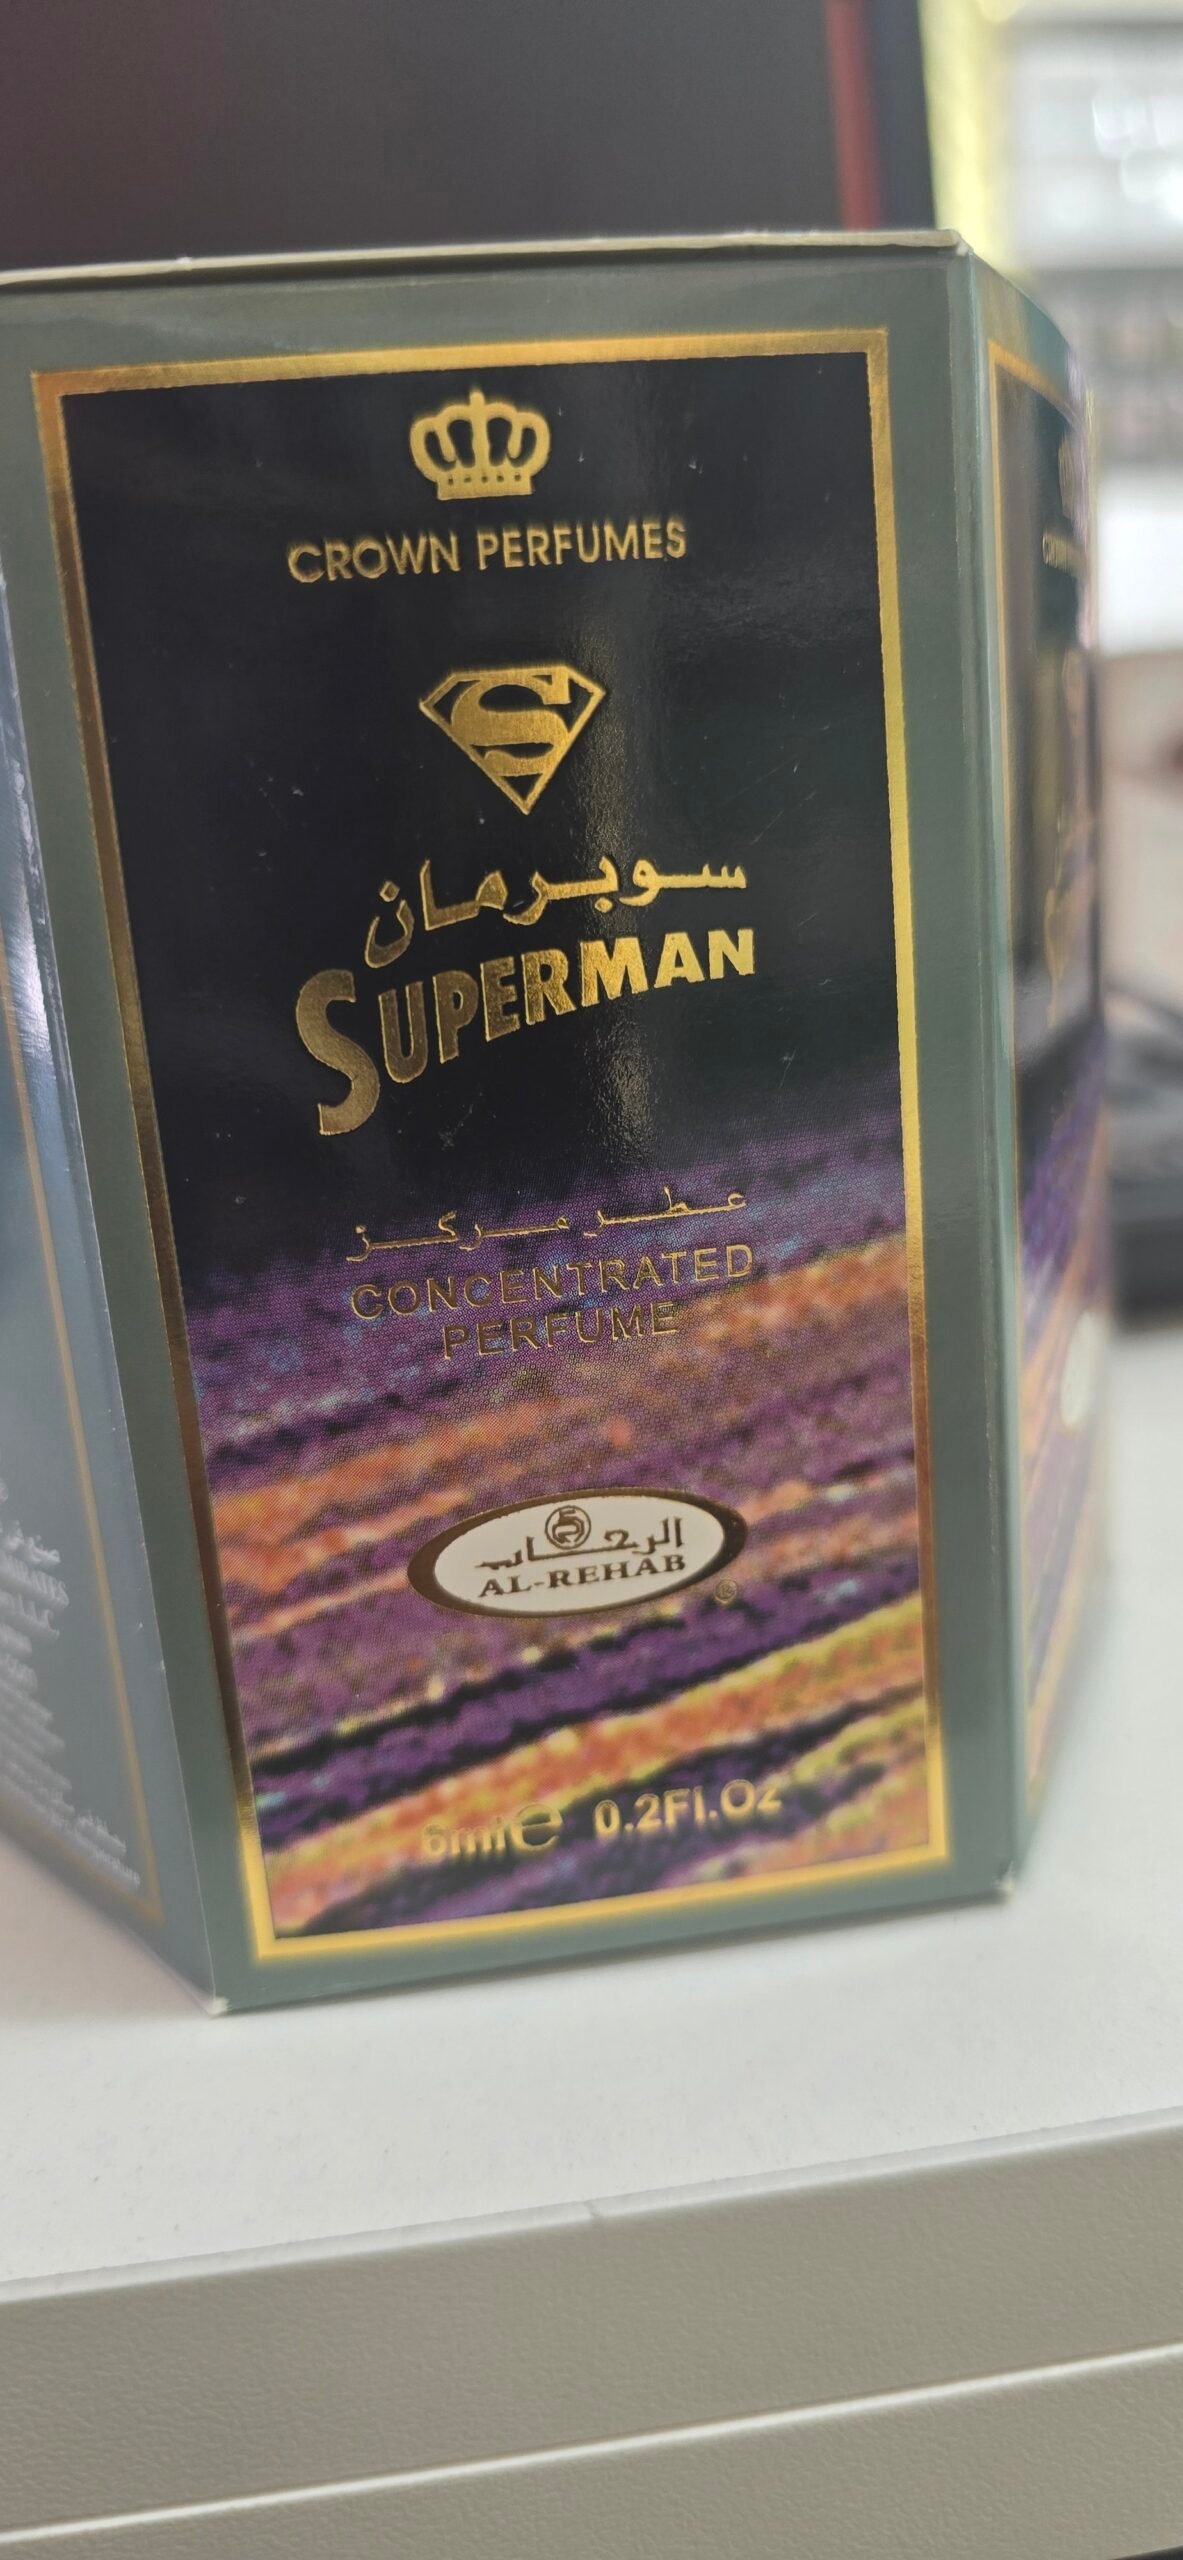 CROWN PERFUMES
S
سوبرمان
SUPERMAN
عطر مركز
CONCENTRATED
PERFUME
الرحاب
AL-REHAB
®
6ml e 0.2Fl.Oz